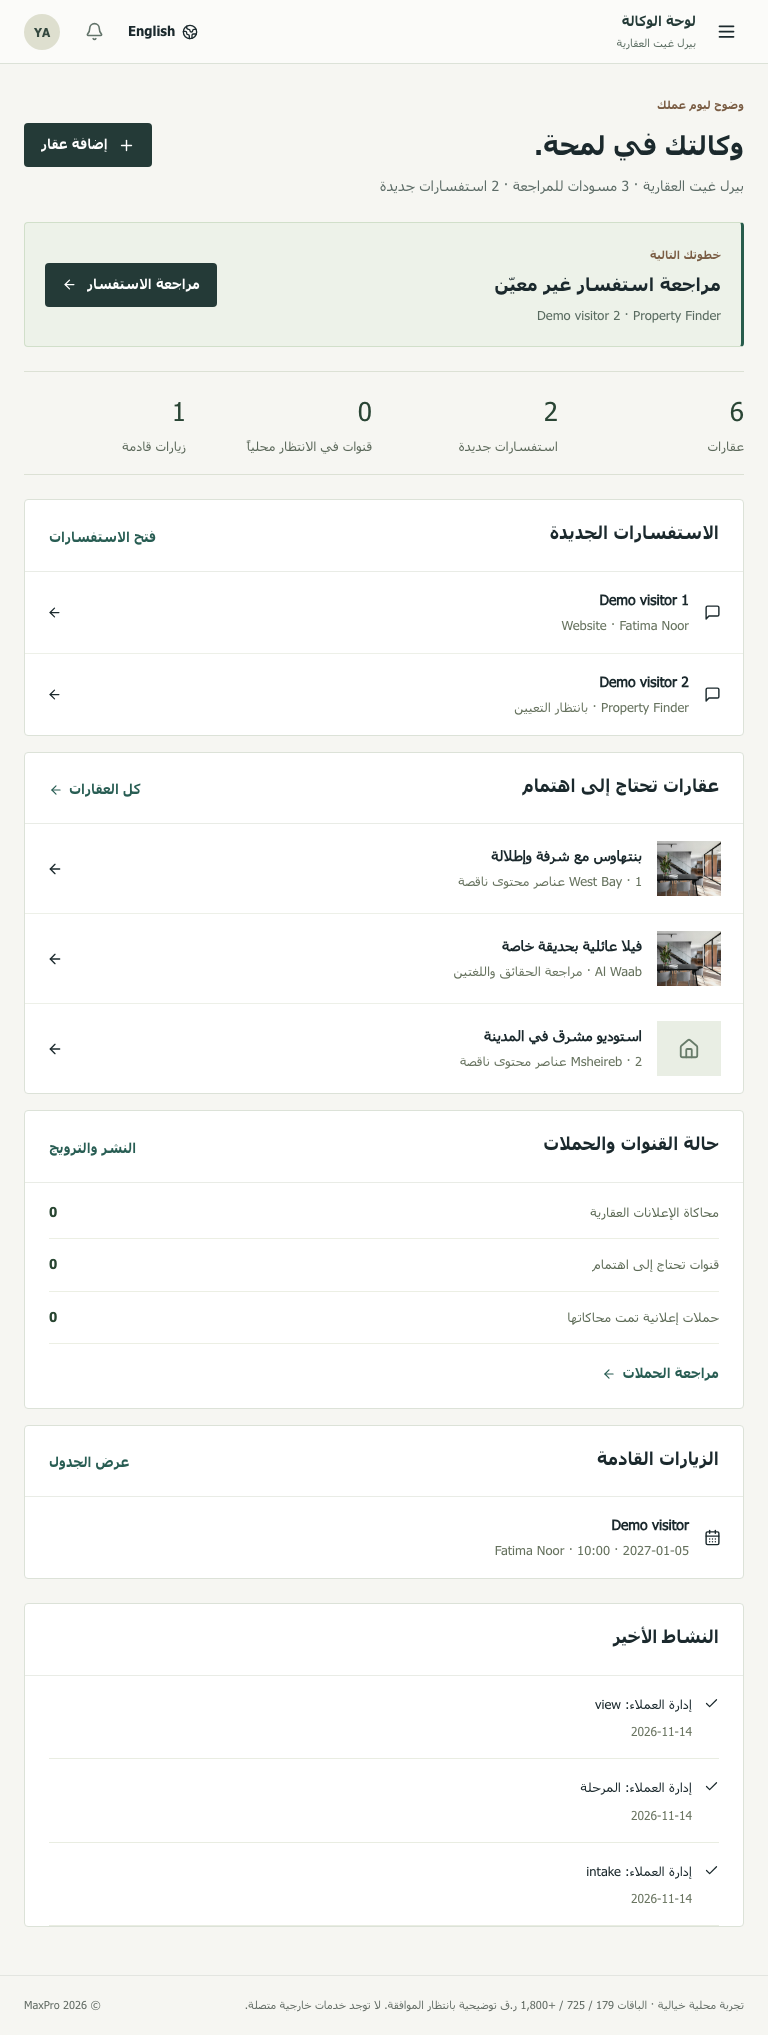 لوحة الوكالة
بيرل غيت العقارية
English
YA
وضوح ليوم عملك
وكالتك في لمحة.
بيرل غيت العقارية · 3 مسودات للمراجعة · 2 استفسارات جديدة
إضافة عقار
خطوتك التالية
مراجعة استفسار غير معيّن
Demo visitor 2 · Property Finder
مراجعة الاستفسار
6
عقارات
2
استفسارات جديدة
0
قنوات في الانتظار محلياً
1
زيارات قادمة
الاستفسارات الجديدة
فتح الاستفسارات
Demo visitor 1
Website · Fatima Noor
Demo visitor 2
Property Finder · بانتظار التعيين
عقارات تحتاج إلى اهتمام
كل العقارات
بنتهاوس مع شرفة وإطلالة
West Bay · 1 عناصر محتوى ناقصة
فيلا عائلية بحديقة خاصة
Al Waab · مراجعة الحقائق واللغتين
استوديو مشرق في المدينة
Msheireb · 2 عناصر محتوى ناقصة
حالة القنوات والحملات
النشر والترويج
محاكاة الإعلانات العقارية
0
قنوات تحتاج إلى اهتمام
0
حملات إعلانية تمت محاكاتها
0
مراجعة الحملات
الزيارات القادمة
عرض الجدول
Demo visitor
Fatima Noor · 10:00 · 2027-01-05
النشاط الأخير
إدارة العملاء: view
2026-11-14
إدارة العملاء: المرحلة
2026-11-14
إدارة العملاء: intake
2026-11-14
تجربة محلية خيالية · الباقات 179 / 725 / +1,800 ر.ق توضيحية بانتظار الموافقة. لا توجد خدمات خارجية متصلة.
© 2026 MaxPro